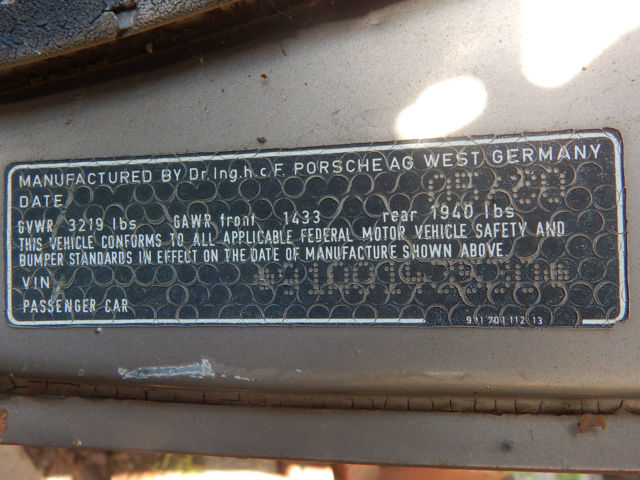 MANUFACTURED BY Dr.Ing.h.c F. PORSCHE AG WEST GERMANY
DATE
GVWR 3219 lbs GAWR front 1433 rear 1940 lbs
THIS VEHICLE CONFORMS TO ALL APPLICABLE FEDERAL MOTOR VEHICLE SAFETY AND
BUMPER STANDARDS IN EFFECT ON THE DATE OF MANUFACTURE SHOWN ABOVE.
VIN
PASSENGER CAR
911 701 112 13